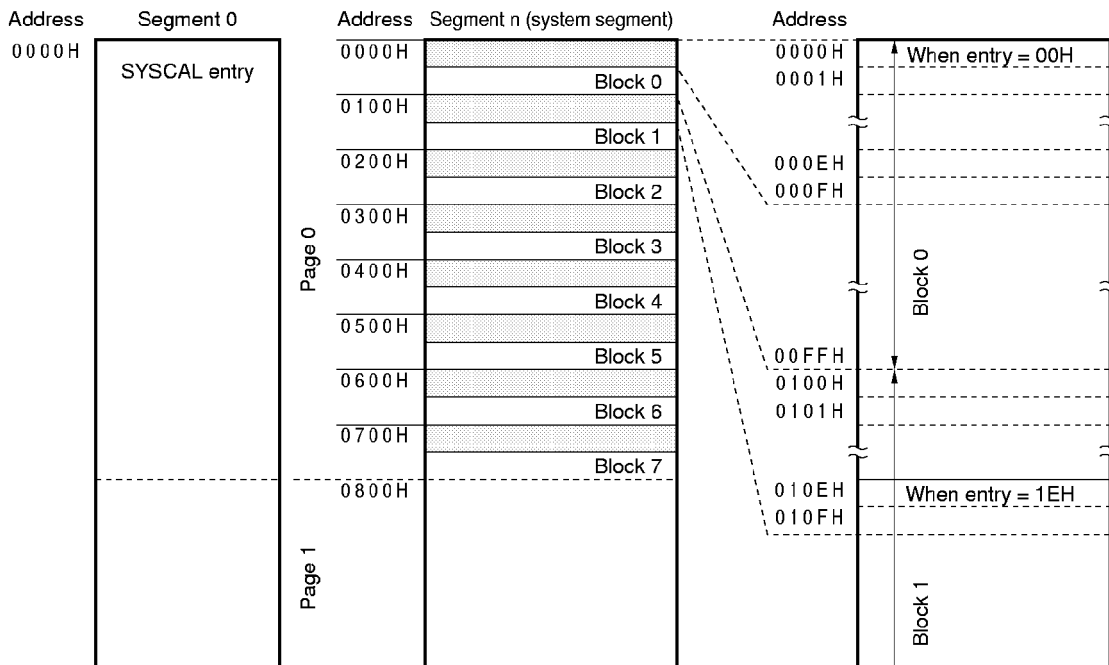 Address
Segment 0
0000H
SYSCAL entry
Page 0
Page 1
Address
Segment n (system segment)
0000H
Block 0
0100H
Block 1
0200H
Block 2
0300H
Block 3
0400H
Block 4
0500H
Block 5
0600H
Block 6
0700H
Block 7
0800H
Address
0000H
When entry = 00H
0001H
000EH
000FH
Block 0
00FFH
0100H
0101H
010EH
When entry = 1EH
010FH
Block 1